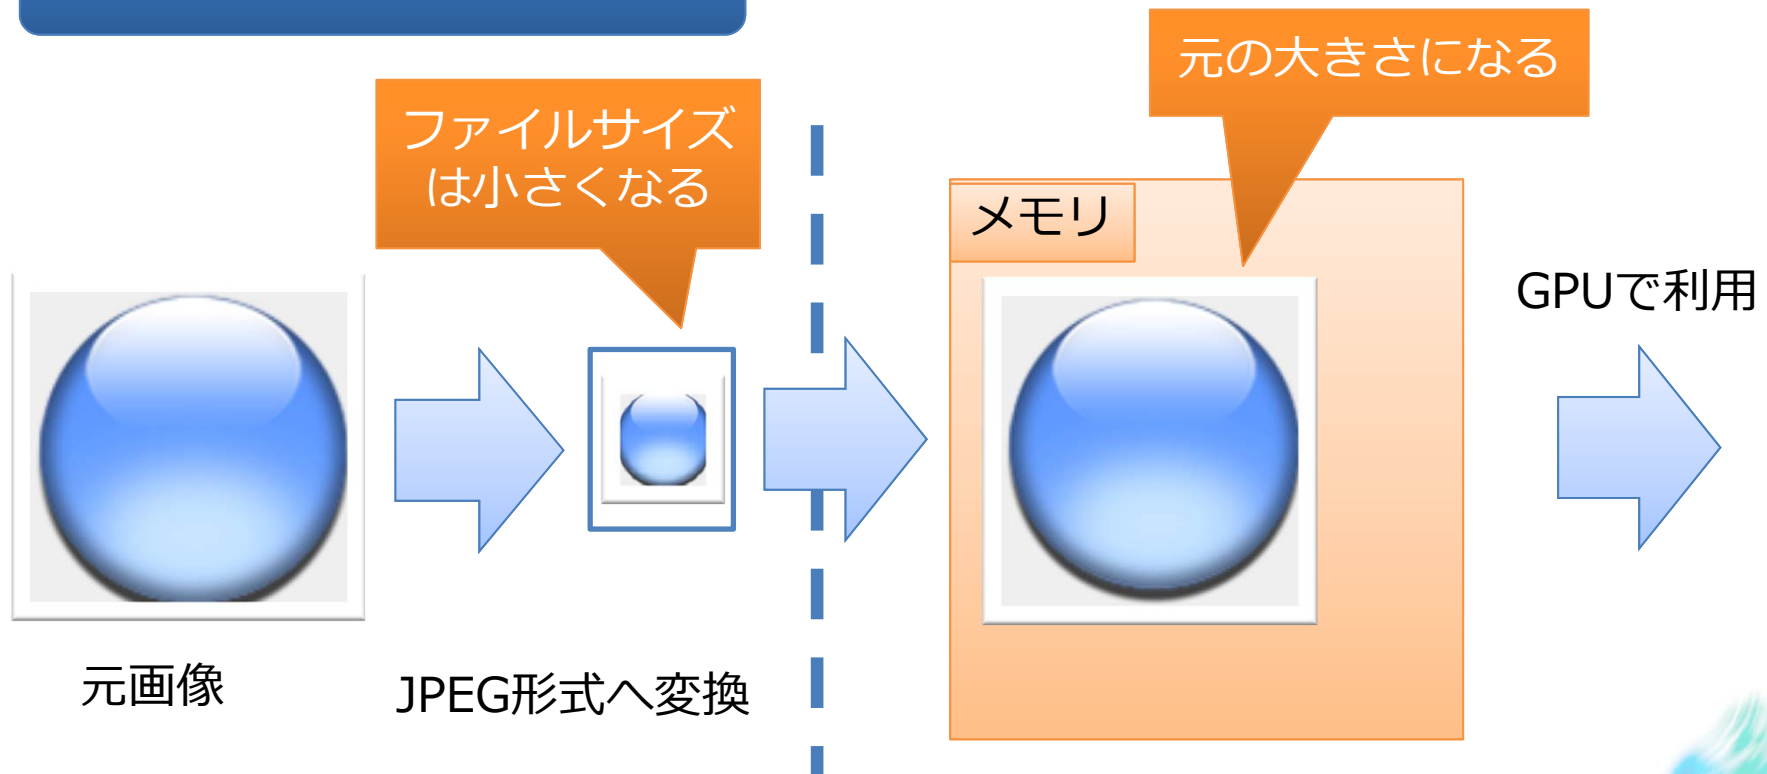 元の大きさになる
ファイルサイズ
は小さくなる
メモリ
GPUで利用
元画像
JPEG形式へ変換